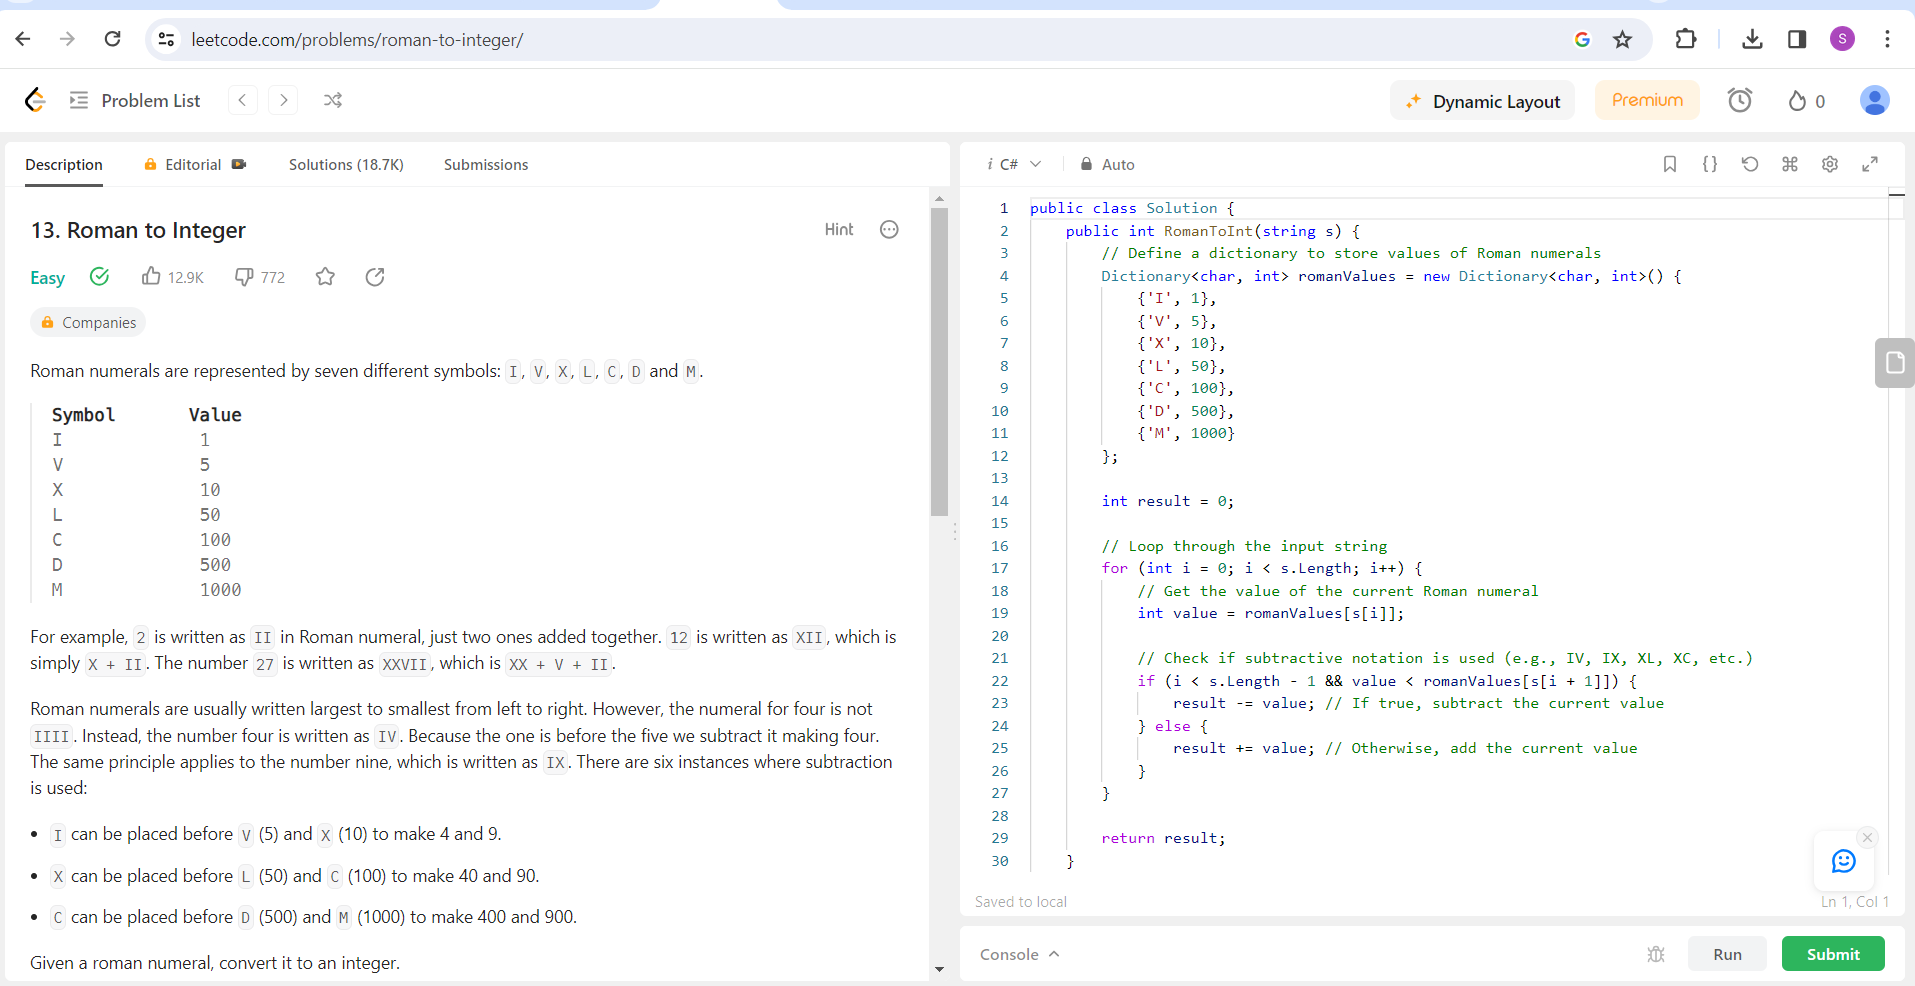 leetcode.com/problems/roman-to-integer/
S
Problem List
Dynamic Layout
Premium
0
Description
Editorial
Solutions (18.7K)
Submissions
13. Roman to Integer
Hint
Easy
12.9K
772
Companies
Roman numerals are represented by seven different symbols: I, V, X, L, C, D and M.
Symbol Value
I 1
V 5
X 10
L 50
C 100
D 500
M 1000
For example, 2 is written as II in Roman numeral, just two ones added together. 12 is written as XII, which is
simply X + II. The number 27 is written as XXVII, which is XX + V + II.
Roman numerals are usually written largest to smallest from left to right. However, the numeral for four is not
IIII. Instead, the number four is written as IV. Because the one is before the five we subtract it making four.
The same principle applies to the number nine, which is written as IX. There are six instances where subtraction
is used:
• I can be placed before V (5) and X (10) to make 4 and 9.
• X can be placed before L (50) and C (100) to make 40 and 90.
• C can be placed before D (500) and M (1000) to make 400 and 900.
Given a roman numeral, convert it to an integer.
i C#
Auto
1 public class Solution {
2     public int RomanToInt(string s) {
3         // Define a dictionary to store values of Roman numerals
4         Dictionary<char, int> romanValues = new Dictionary<char, int>() {
5             {'I', 1},
6             {'V', 5},
7             {'X', 10},
8             {'L', 50},
9             {'C', 100},
10             {'D', 500},
11             {'M', 1000}
12         };
13
14         int result = 0;
15
16         // Loop through the input string
17         for (int i = 0; i < s.Length; i++) {
18             // Get the value of the current Roman numeral
19             int value = romanValues[s[i]];
20
21             // Check if subtractive notation is used (e.g., IV, IX, XL, XC, etc.)
22             if (i < s.Length - 1 && value < romanValues[s[i + 1]]) {
23                 result -= value; // If true, subtract the current value
24             } else {
25                 result += value; // Otherwise, add the current value
26             }
27         }
28
29         return result;
30     }
Saved to local
Ln 1, Col 1
Console
Run
Submit